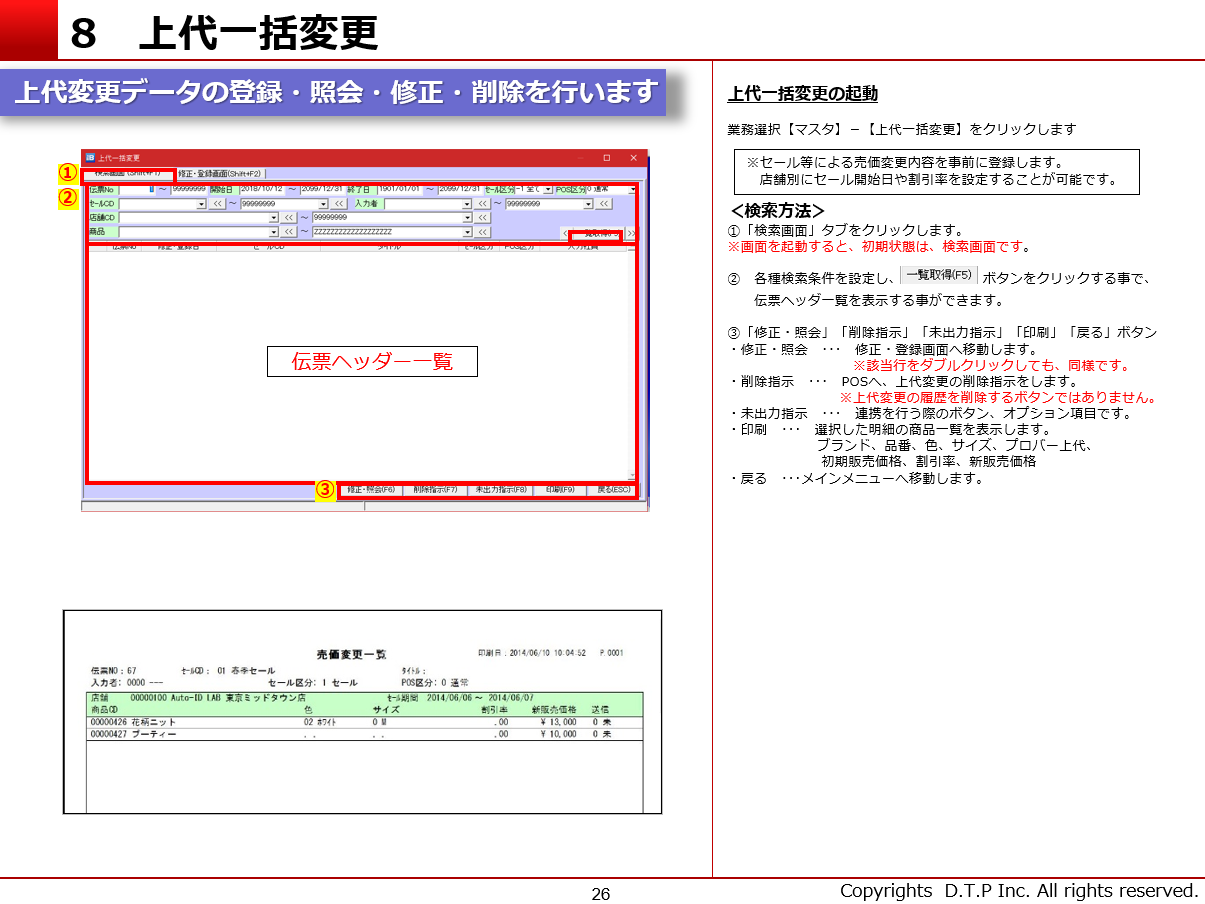 8 上代一括変更
上代変更データの登録・照会・修正・削除を行います
上代一括変更
① 検索画面(Shift+F1) 修正・登録画面(Shift+F2)
② 伝票No 1 ～ 99999999 開始日 2018/10/12 ～ 2099/12/31 終了日 1901/01/01 ～ 2099/12/31 セール区分 -1 全て POS区分 0 通常
セールCD << ～ 99999999 << 入力者 << ～ 99999999 <<
店舗CD << ～ 99999999 <<
商品 << ～ ZZZZZZZZZZZZZZZZZZZZ << 一覧取得(F5) >>
伝票No 修正・登録日 セールCD タイトル セール区分 POS区分 入力社員
伝票ヘッダー一覧
③ 修正・照会(F6) 削除指示(F7) 未出力指示(F8) 印刷(F9) 戻る(ESC)
売価変更一覧 印刷日：2014/06/10 10:04:52 P.0001
伝票NO：67 セールCD： 01 春季セール タイトル：
入力者：0000 --- セール区分：1 セール POS区分：0 通常
店舗 00000100 Auto-ID LAB 東京ミッドタウン店 セール期間 2014/06/06 ～ 2014/06/07
商品CD 色 サイズ 割引率 新販売価格 送信
00000426 花柄ニット 02 ホワイト 0 M .00 ¥ 13,000 0 未
00000427 ブーティー . . . . .00 ¥ 10,000 0 未
上代一括変更の起動
業務選択【マスタ】－【上代一括変更】をクリックします
※セール等による売価変更内容を事前に登録します。
店舗別にセール開始日や割引率を設定することが可能です。
＜検索方法＞
①「検索画面」タブをクリックします。
※画面を起動すると、初期状態は、検索画面です。
② 各種検索条件を設定し、 一覧取得(F5) ボタンをクリックする事で、
伝票ヘッダー覧を表示する事ができます。
③「修正・照会」「削除指示」「未出力指示」「印刷」「戻る」ボタン
・修正・照会 ･･･ 修正・登録画面へ移動します。
※該当行をダブルクリックしても、同様です。
・削除指示 ･･･ POSへ、上代変更の削除指示をします。
※上代変更の履歴を削除するボタンではありません。
・未出力指示 ･･･ 連携を行う際のボタン、オプション項目です。
・印刷 ･･･ 選択した明細の商品一覧を表示します。
ブランド、品番、色、サイズ、プロバー上代、
初期販売価格、割引率、新販売価格
・戻る ･･･メインメニューへ移動します。
26
Copyrights D.T.P Inc. All rights reserved.